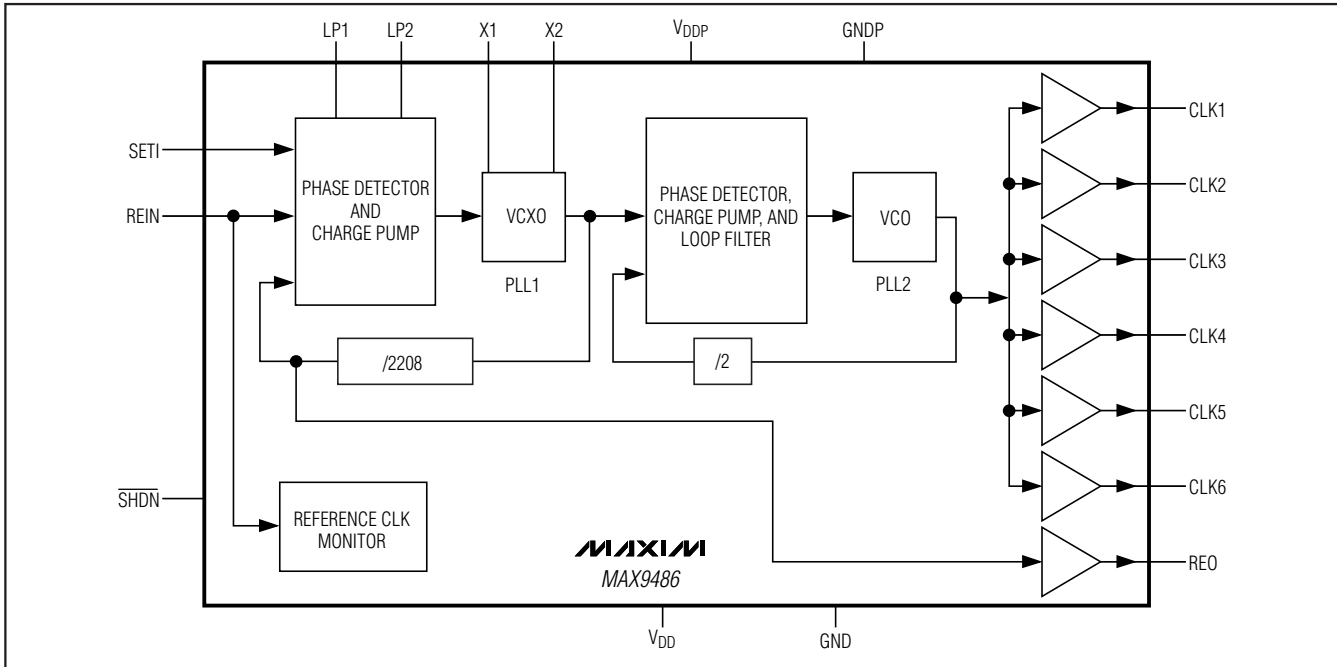 LP1
LP2
X1
X2
VDDP
GNDP
SETI
REIN
PHASE DETECTOR
AND
CHARGE PUMP
VCXO
PLL1
PHASE DETECTOR,
CHARGE PUMP, AND
LOOP FILTER
VCO
PLL2
/2208
/2
CLK1
CLK2
CLK3
CLK4
CLK5
CLK6
SHDN
REFERENCE CLK
MONITOR
MAXIM
MAX9486
REO
VDD
GND